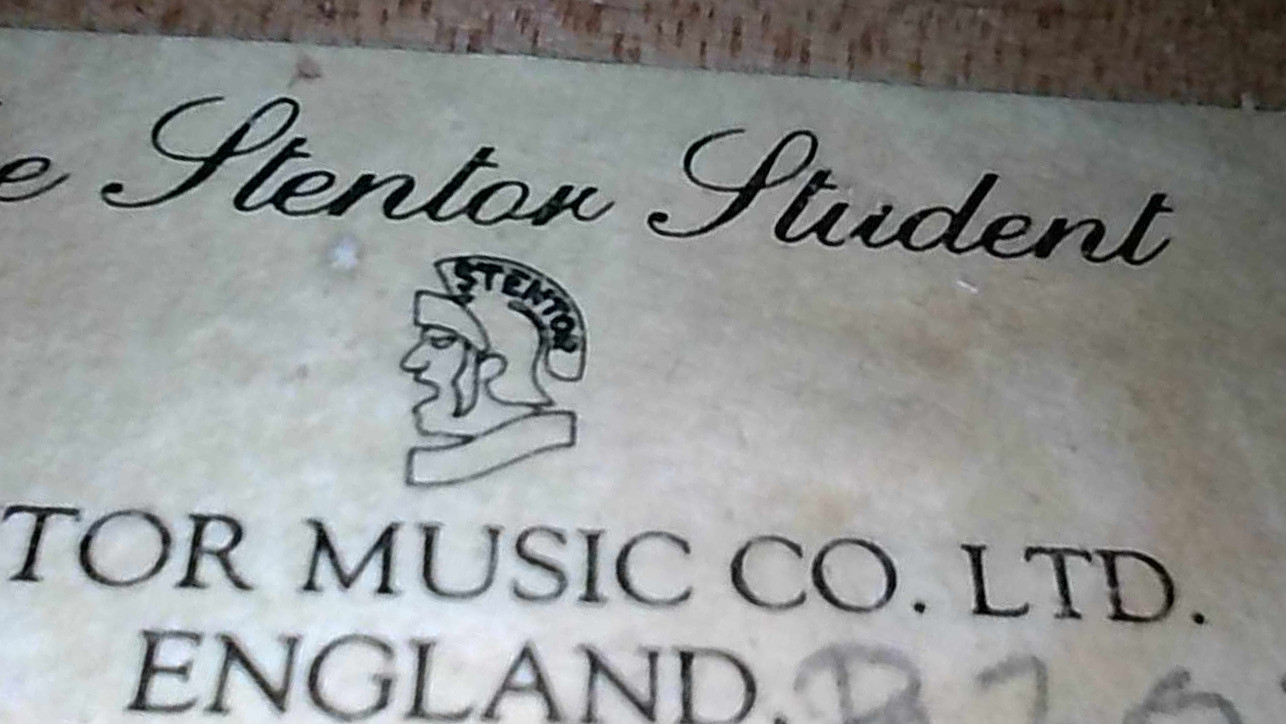 e Stentor Student
STENTOR
TOR MUSIC CO. LTD.
ENGLAND.